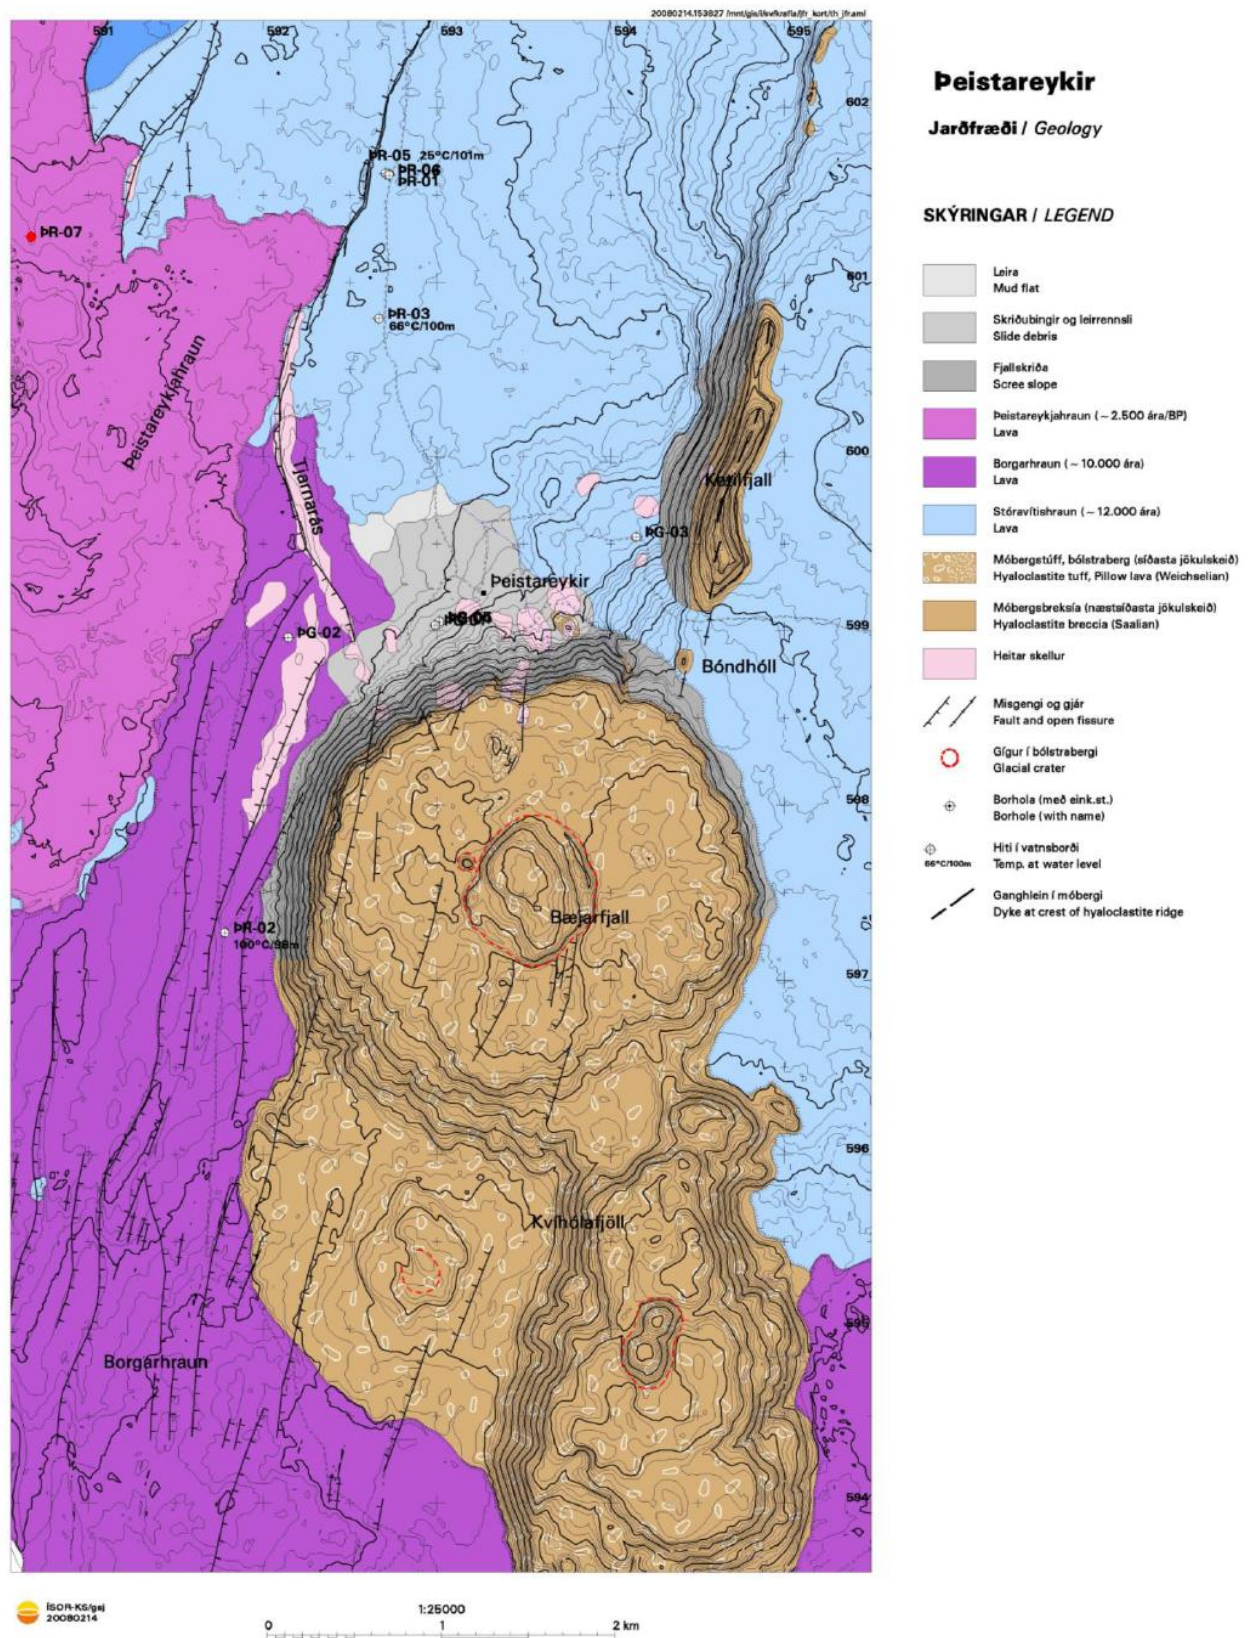 20080214.153827 /mnt/gis/i/svfkrafla/jfr_kort/th_jfr.aml
591
592
593
594
595
602
ÞR-05 25°C/101m
ÞR-06
ÞR-01
ÞR-07
601
ÞR-03
66°C/100m
Þeistareykjahraun
600
Ketilfjall
Tjarnarás
ÞG-03
Þeistareykir
599
ÞG-02
Bóndhóll
598
Bæjarfjall
ÞR-02
100°C/98m
597
596
Kvíhólafjöll
595
Borgarhraun
594
Þeistareykir
Jarðfræði / Geology
SKÝRINGAR / LEGEND
Leira
Mud flat
Skriðubingir og leirrennsli
Slide debris
Fjallskriða
Scree slope
Þeistareykjahraun (~ 2.500 ára/BP)
Lava
Borgarhraun (~ 10.000 ára)
Lava
Stóravítishraun (~ 12.000 ára)
Lava
Móbergstúff, bólstraberg (síðasta jökulskeið)
Hyaloclastite tuff, Pillow lava (Weichselian)
Móbergsbreksía (næstsíðasta jökulskeið)
Hyaloclastite breccia (Saalian)
Heitar skellur
Misgengi og gjár
Fault and open fissure
Gígur í bólstrabergi
Glacial crater
Borhola (með eink.st.)
Borehole (with name)
Hiti í vatnsborði
66°C/100m Temp. at water level
Ganghlein í móbergi
Dyke at crest of hyaloclastite ridge
ÍSOR-KS/gsj
20080214
1:25000
0 1 2 km